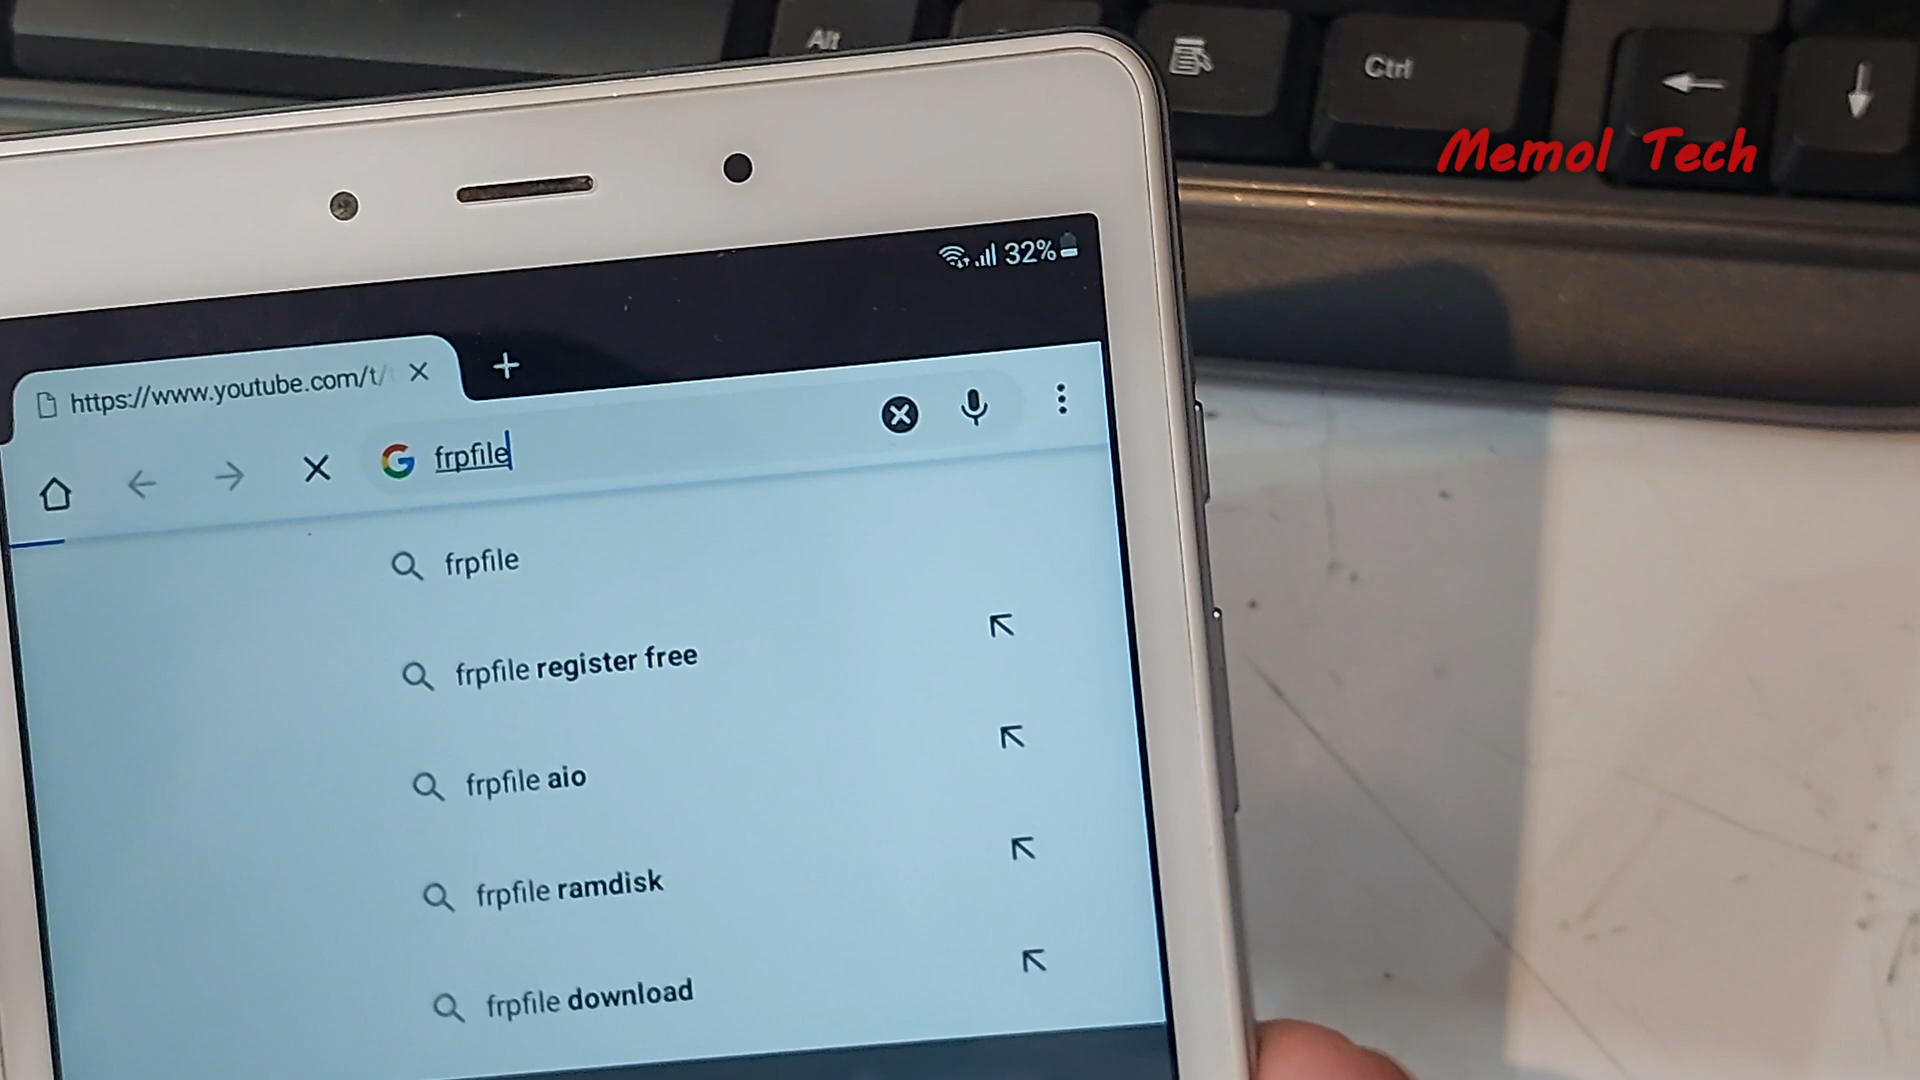 Alt
Ctrl
Memol Tech
32%
https://www.youtube.com/t/
frpfile
frpfile
frpfile register free
frpfile aio
frpfile ramdisk
frpfile download